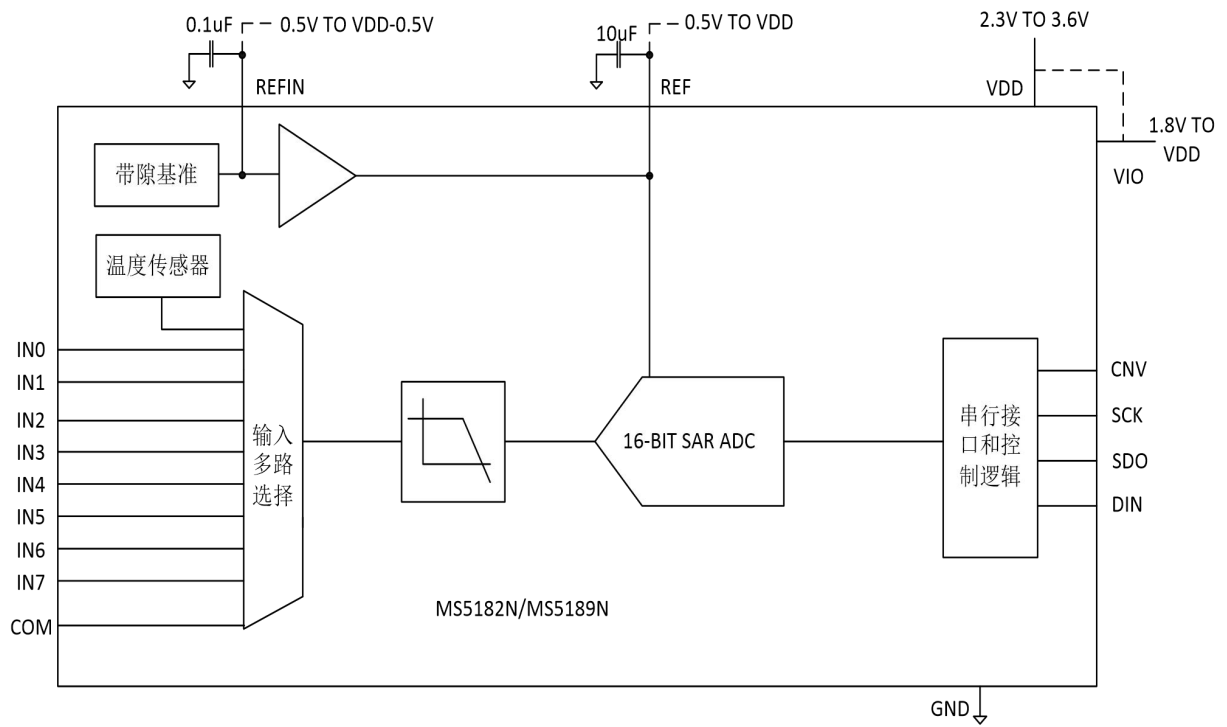 0.1uF
0.5V TO VDD-0.5V
10uF
0.5V TO VDD
2.3V TO 3.6V
REFIN
REF
VDD
1.8V TO
VDD
VIO
带隙基准
温度传感器
IN0
IN1
IN2
IN3
IN4
IN5
IN6
IN7
COM
输入
多路
选择
16-BIT SAR ADC
串行接
口和控
制逻辑
CNV
SCK
SDO
DIN
MS5182N/MS5189N
GND